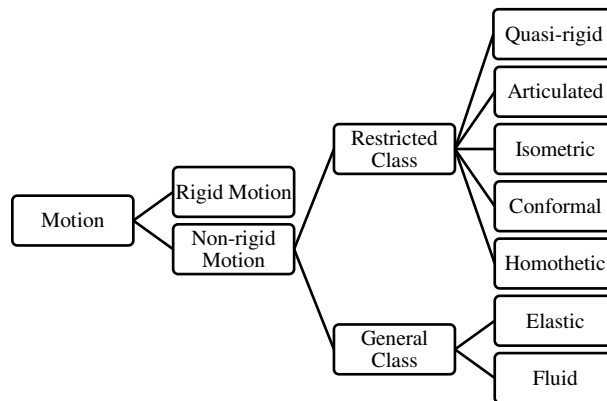 Motion
Rigid Motion
Non-rigid
Motion
Restricted
Class
General
Class
Quasi-rigid
Articulated
Isometric
Conformal
Homothetic
Elastic
Fluid